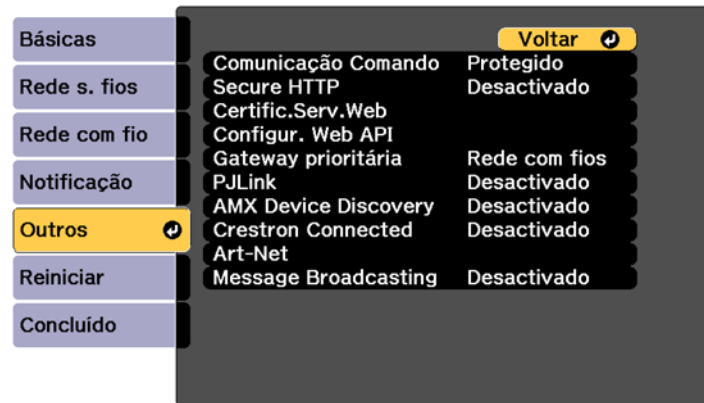 Básicas
Rede s. fios
Rede com fio
Notificação
Outros
Reiniciar
Concluído
Voltar
Comunicação Comando Protegido
Secure HTTP Desactivado
Certific.Serv.Web
Configur. Web API
Gateway prioritária Rede com fios
PJLink Desactivado
AMX Device Discovery Desactivado
Crestron Connected Desactivado
Art-Net
Message Broadcasting Desactivado